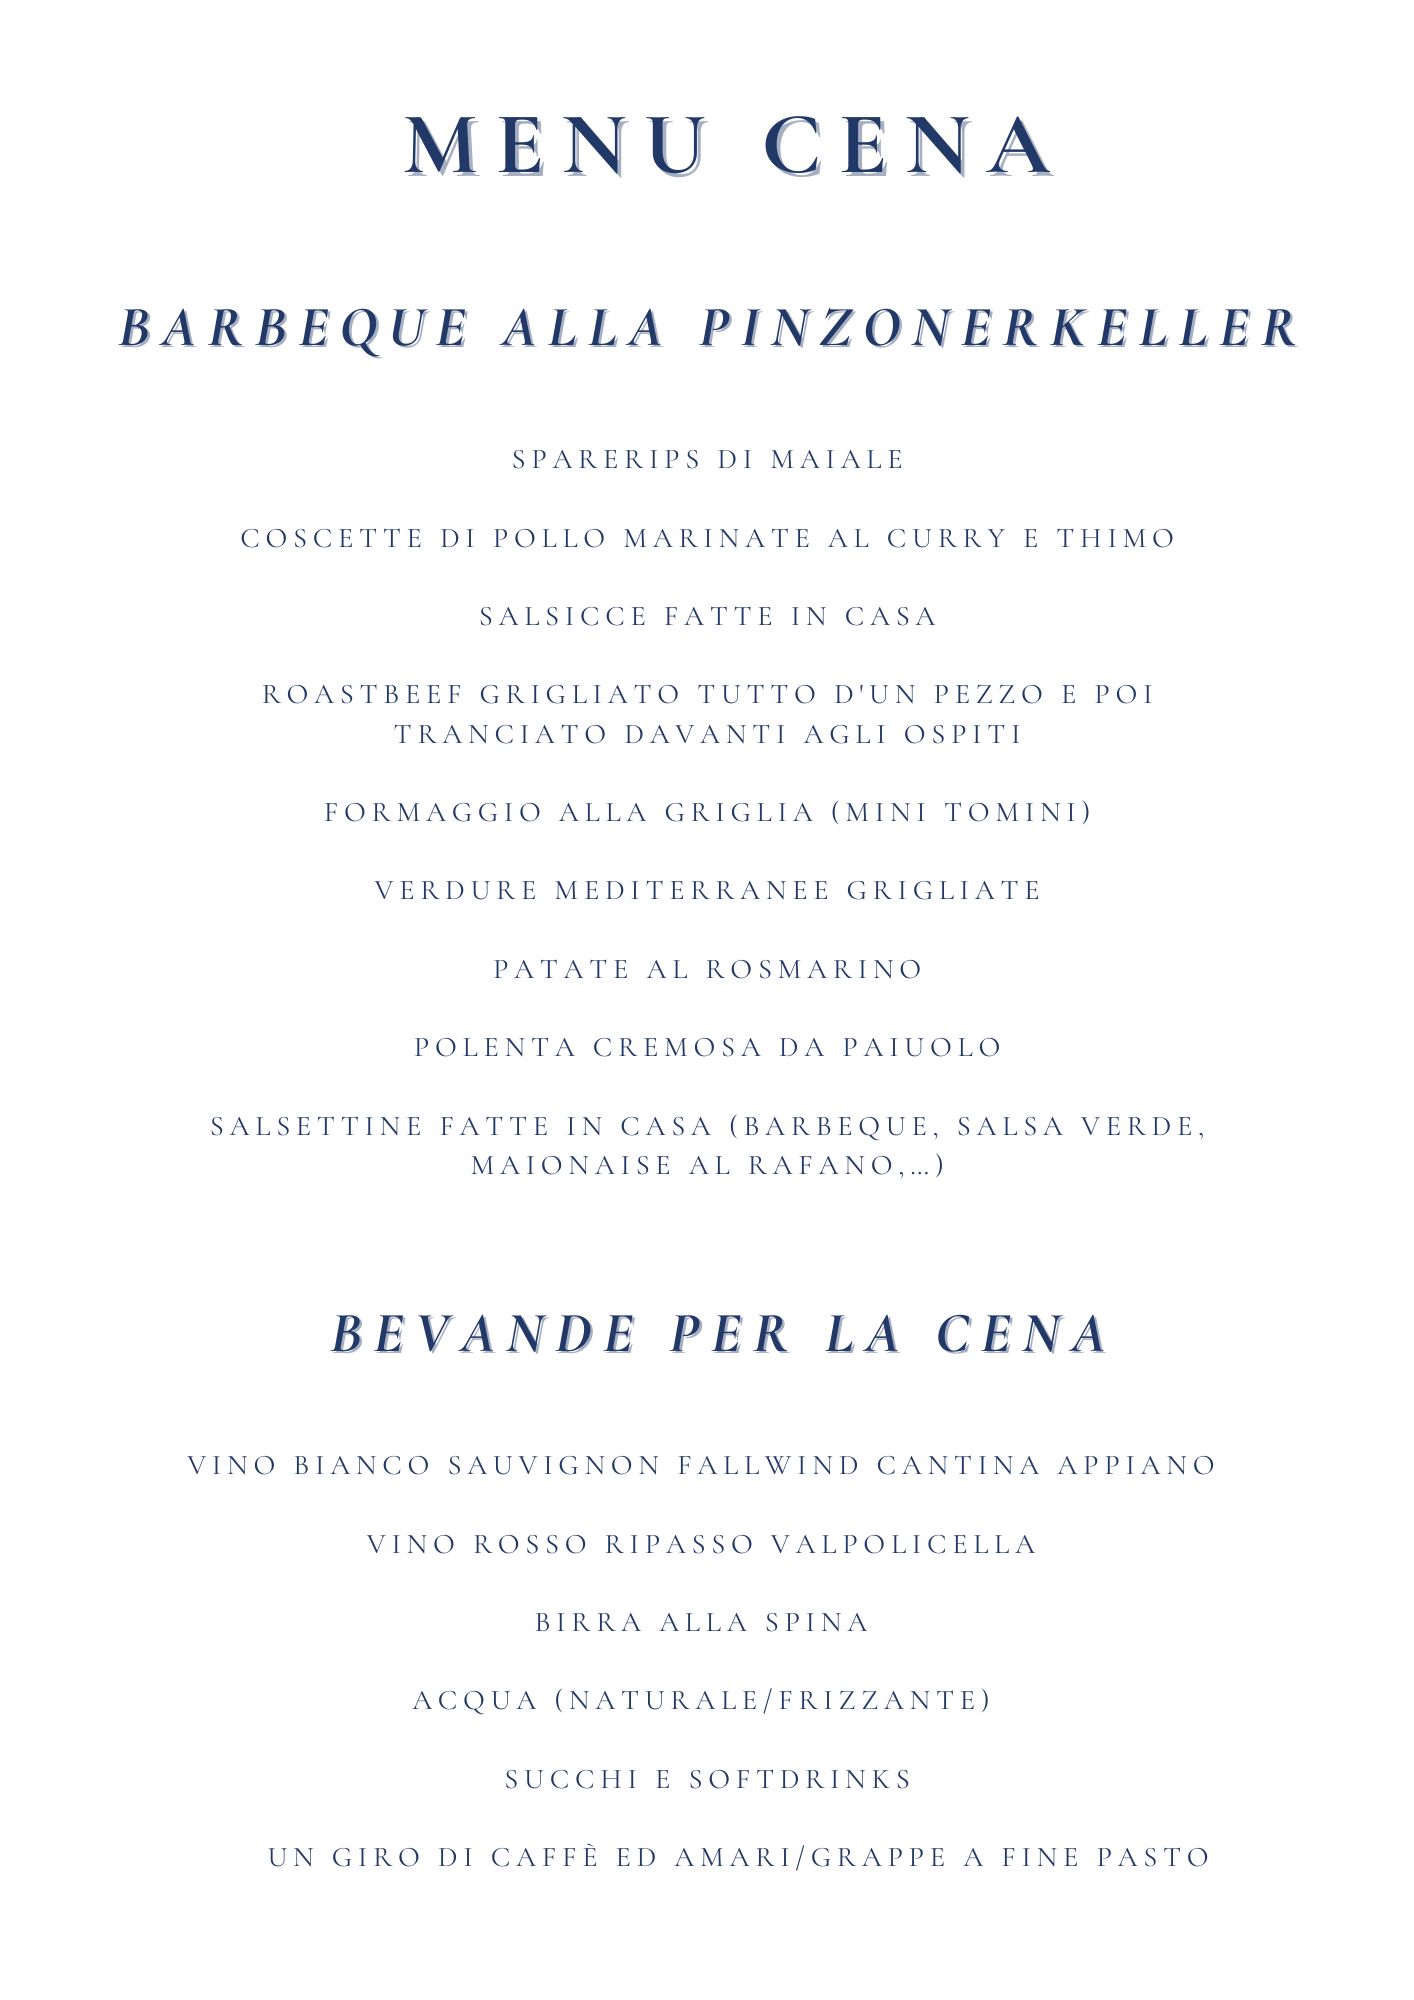 MENU CENA
BARBEQUE ALLA PINZONERKELLER
SPARERIPS DI MAIALE
COSCETTE DI POLLO MARINATE AL CURRY E THIMO
SALSICCE FATTE IN CASA
ROASTBEEF GRIGLIATO TUTTO D'UN PEZZO E POI
TRANCIATO DAVANTI AGLI OSPITI
FORMAGGIO ALLA GRIGLIA (MINI TOMINI)
VERDURE MEDITERRANEE GRIGLIATE
PATATE AL ROSMARINO
POLENTA CREMOSA DA PAIUOLO
SALSETTINE FATTE IN CASA (BARBEQUE, SALSA VERDE,
MAIONAISE AL RAFANO,…)
BEVANDE PER LA CENA
VINO BIANCO SAUVIGNON FALLWIND CANTINA APPIANO
VINO ROSSO RIPASSO VALPOLICELLA
BIRRA ALLA SPINA
ACQUA (NATURALE/FRIZZANTE)
SUCCHI E SOFTDRINKS
UN GIRO DI CAFFÈ ED AMARI/GRAPPE A FINE PASTO